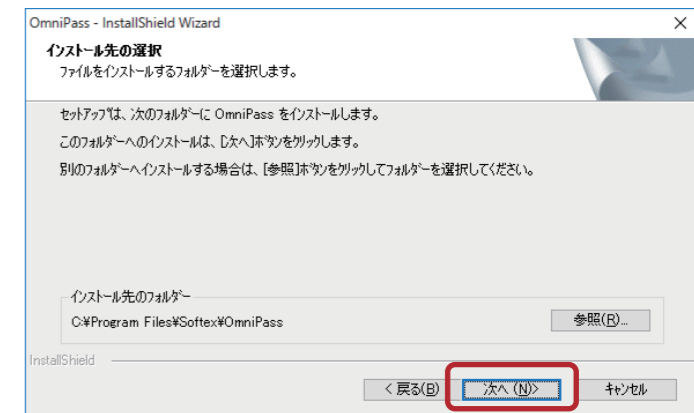 OmniPass - InstallShield Wizard
インストール先の選択
ファイルをインストールするフォルダーを選択します。
セットアップは、次のフォルダーに OmniPass をインストールします。
このフォルダーへのインストールは、[次へ]ボタンをクリックします。
別のフォルダーへインストールする場合は、[参照]ボタンをクリックしてフォルダーを選択してください。
インストール先のフォルダー
C:¥Program Files¥Softex¥OmniPass
参照(R)...
InstallShield
< 戻る(B)
次へ (N)>
キャンセル